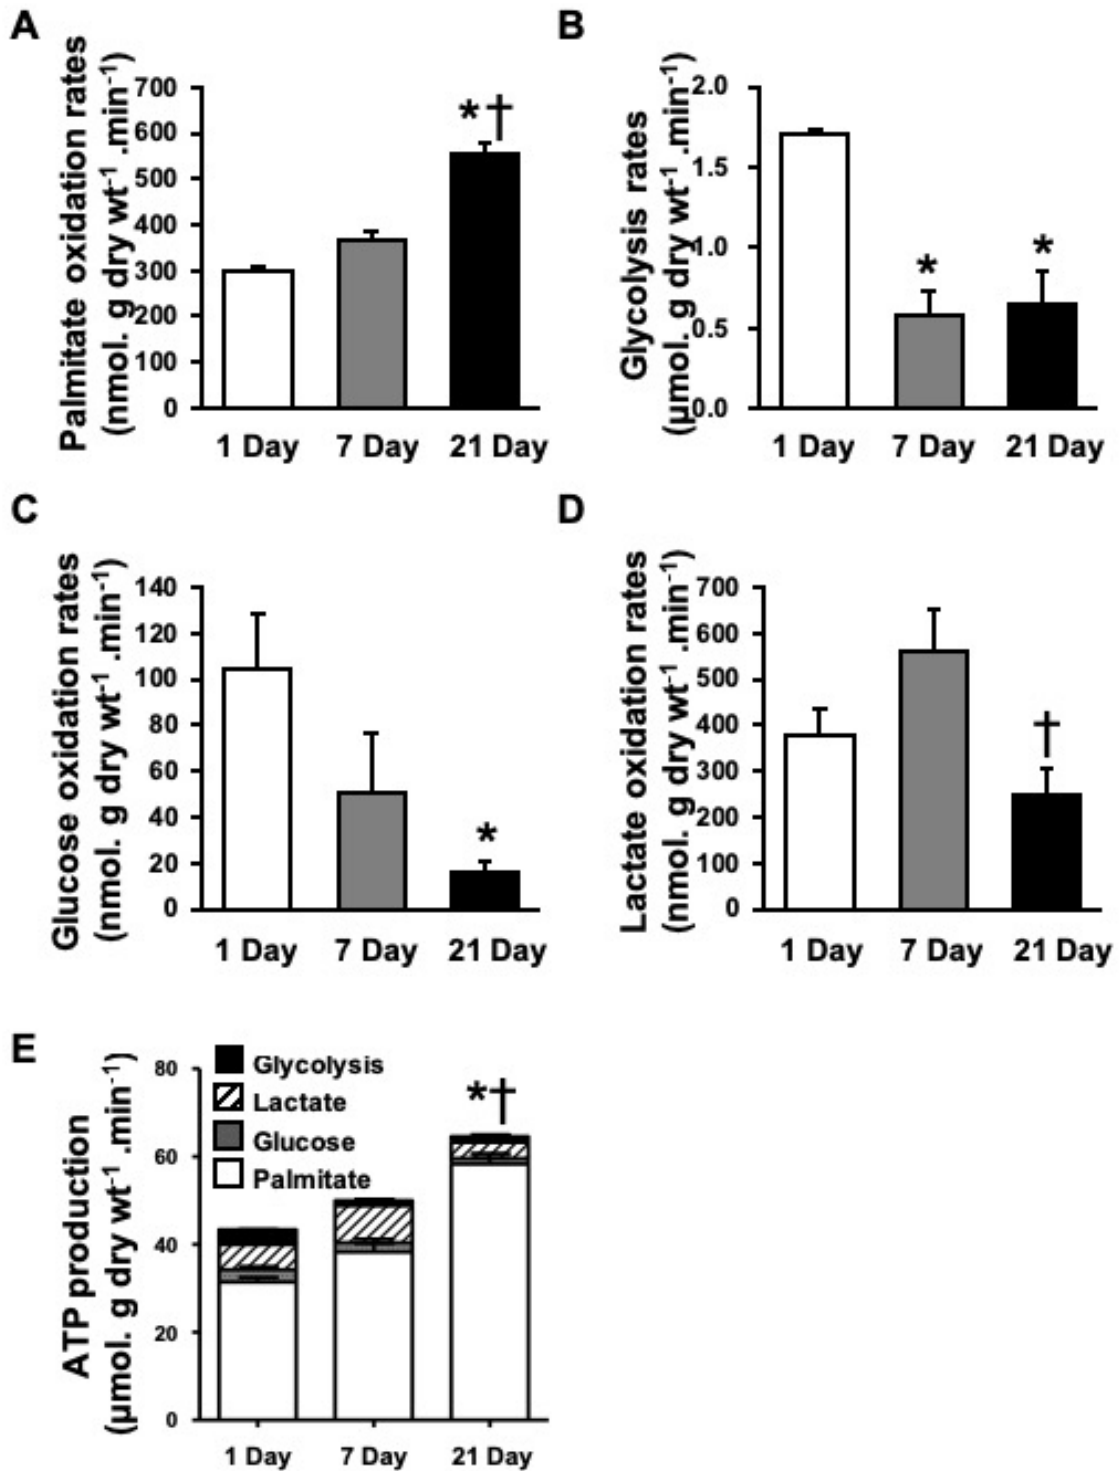 A
Palmitate oxidation rates
(nmol. g dry wt⁻¹ .min⁻¹)
700
600
500
400
300
200
100
0
*†
1 Day 7 Day 21 Day
B
Glycolysis rates
(µmol. g dry wt⁻¹ .min⁻¹)
2.0
1.5
1.0
0.5
0.0
*
*
1 Day 7 Day 21 Day
C
Glucose oxidation rates
(nmol. g dry wt⁻¹ .min⁻¹)
140
120
100
80
60
40
20
0
*
1 Day 7 Day 21 Day
D
Lactate oxidation rates
(nmol. g dry wt⁻¹ .min⁻¹)
700
600
500
400
300
200
100
0
†
1 Day 7 Day 21 Day
E
ATP production
(µmol. g dry wt⁻¹ .min⁻¹)
80
60
40
20
0
Glycolysis
Lactate
Glucose
Palmitate
*†
1 Day 7 Day 21 Day